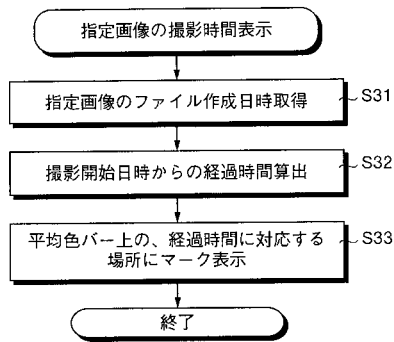 指定画像の撮影時間表示
指定画像のファイル作成日時取得
S31
撮影開始日時からの経過時間算出
S32
平均色バー上の、経過時間に対応する
場所にマーク表示
S33
終了